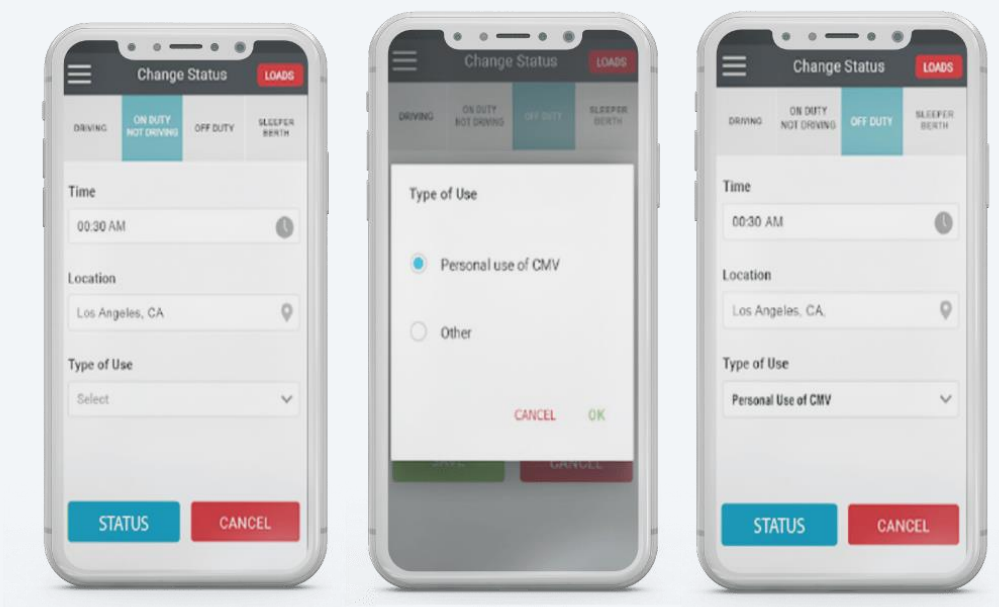 Change Status
LOADS
DRIVING
ON DUTY
NOT DRIVING
OFF DUTY
SLEEPER
BERTH
Time
00:30 AM
Location
Los Angeles, CA
Type of Use
Select
STATUS
CANCEL
Change Status
LOADS
DRIVING
ON DUTY
NOT DRIVING
OFF DUTY
SLEEPER
BERTH
Type of Use
Personal use of CMV
Other
CANCEL
OK
SAVE
CANCEL
Change Status
LOADS
DRIVING
ON DUTY
NOT DRIVING
OFF DUTY
SLEEPER
BERTH
Time
00:30 AM
Location
Los Angeles, CA,
Type of Use
Personal Use of CMV
STATUS
CANCEL